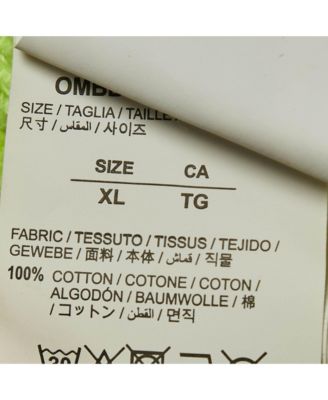 OMBE
SIZE / TAGLIA / TAILLE
尺寸 / المقاس / 사이즈
SIZE CA
XL TG
FABRIC / TESSUTO / TISSUS / TEJIDO /
GEWEBE / 面料 / 本体 / قماش / 직물
100% COTTON / COTONE / COTON /
ALGODÓN / BAUMWOLLE / 棉
/ コットン / القطن / 면직
30